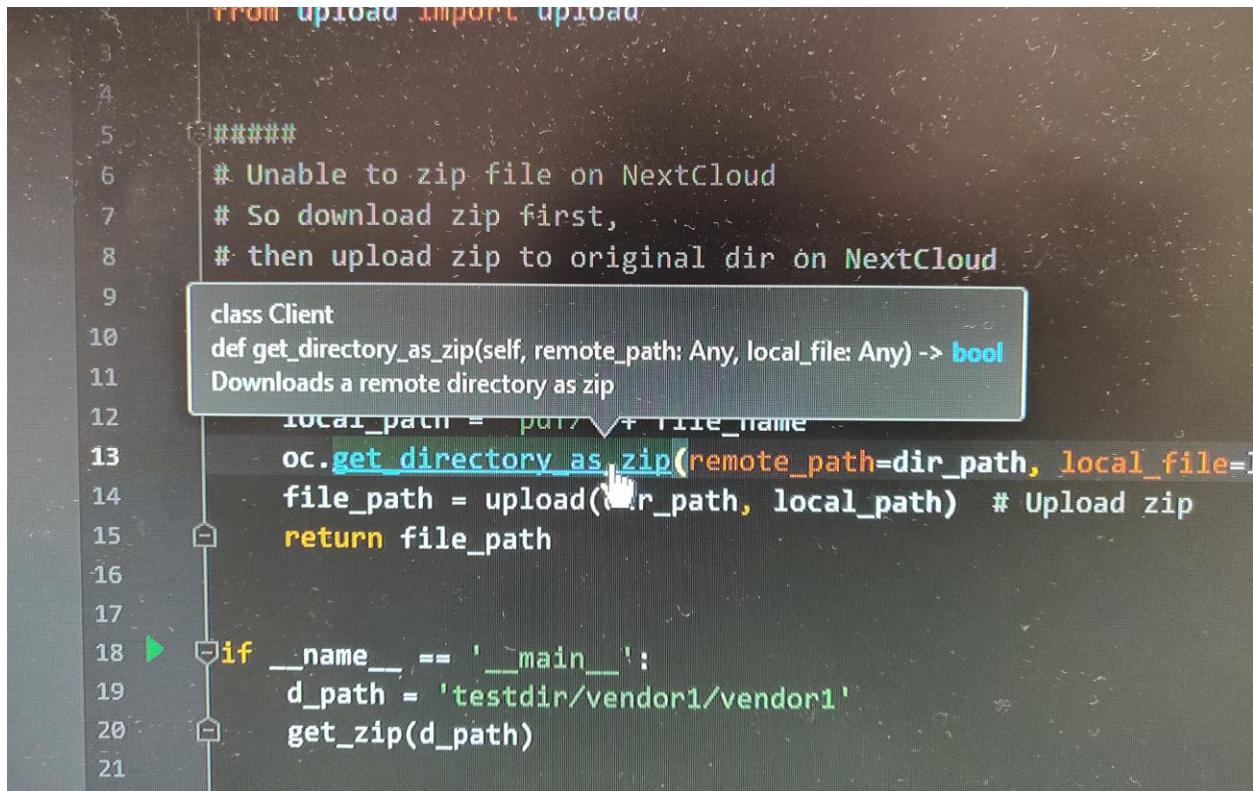 from upload import upload
3
4
5 #####
6 # Unable to zip file on NextCloud
7 # So download zip first,
8 # then upload zip to original dir on NextCloud
9
class Client
10
def get_directory_as_zip(self, remote_path: Any, local_file: Any) -> bool
11
Downloads a remote directory as zip
12 local_path = 'pdf/' + file_name
13 oc.get_directory_as_zip(remote_path=dir_path, local_file=
14 file_path = upload(dir_path, local_path) # Upload zip
15 return file_path
16
17
18 if __name__ == '__main__':
19 d_path = 'testdir/vendor1/vendor1'
20 get_zip(d_path)
21